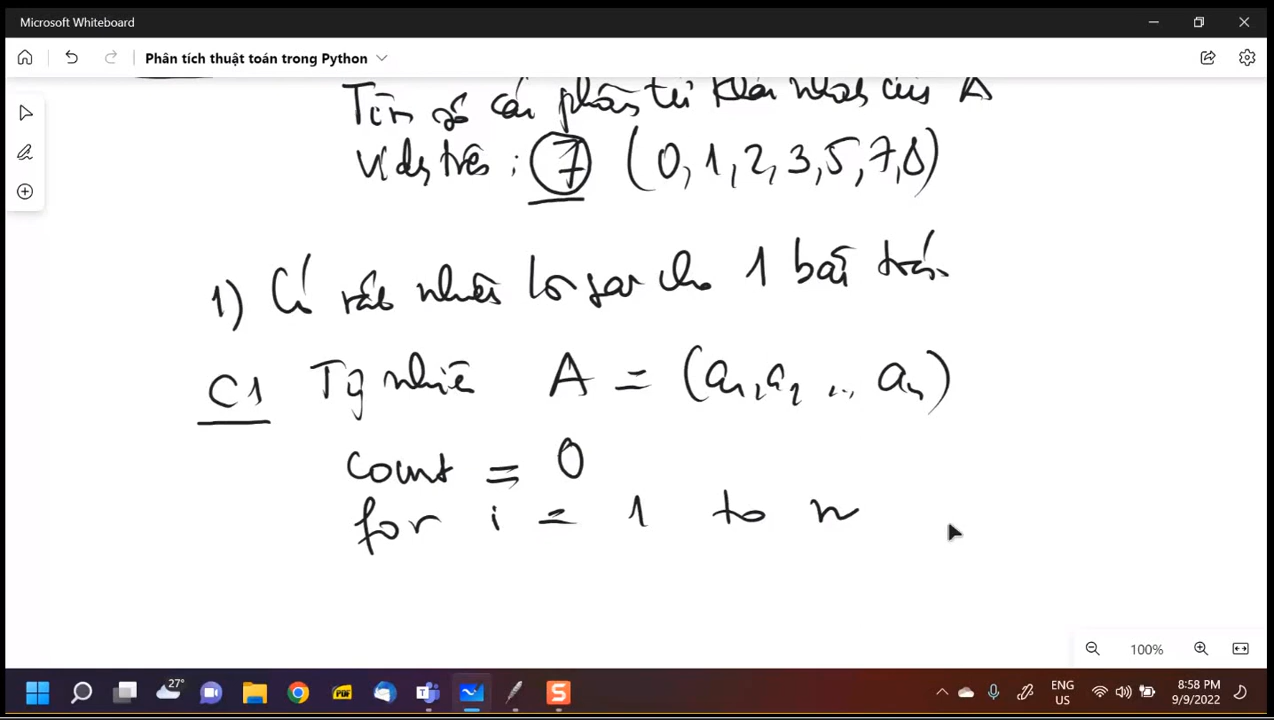 Microsoft Whiteboard
Phân tích thuật toán trong Python
Tìm số các phần tử khác nhau của A
Ví dụ trên : 7 (0, 1, 2, 3, 5, 7, 8)
1) Có rất nhiều lời giải cho 1 bài toán
C1 Tự nhiên A = (a1, a2 ... an)
count = 0
for i = 1 to n
100%
27°
PDF
S
ENG
US
8:58 PM
9/9/2022